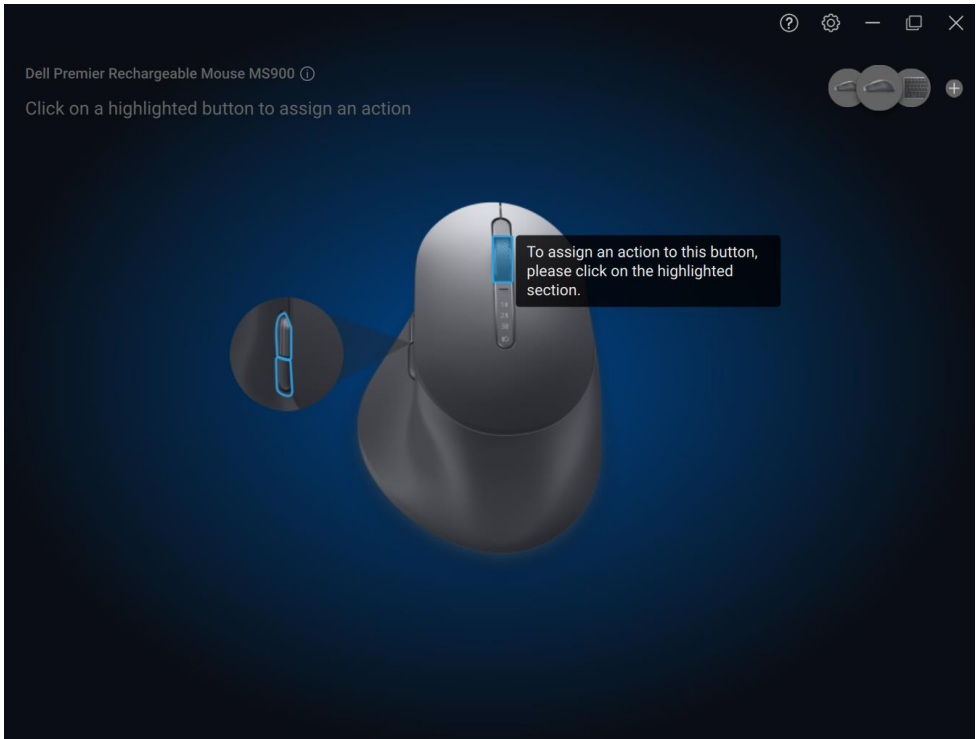 Dell Premier Rechargeable Mouse MS900
Click on a highlighted button to assign an action
To assign an action to this button,
please click on the highlighted
section.